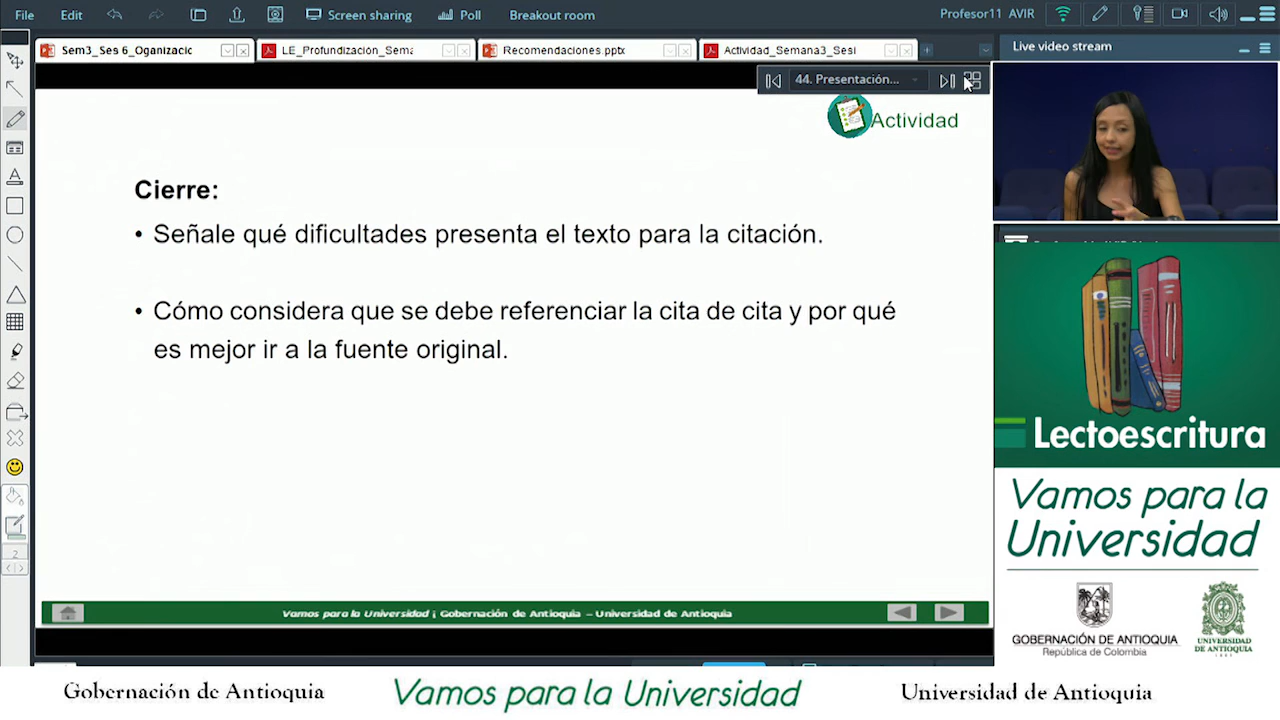 File Edit Screen sharing Poll Breakout room Profesor11 AVIR
Sem3_Ses 6_Oganizacic LE_Profundización_Sema Recomendaciones.pptx Actividad_Semana3_Sesi
Live video stream
44. Presentación...
Actividad
Cierre:
• Señale qué dificultades presenta el texto para la citación.
• Cómo considera que se debe referenciar la cita de cita y por qué
es mejor ir a la fuente original.
Lectoescritura
Vamos para la
Universidad
GOBERNACIÓN DE ANTIOQUIA
República de Colombia
UNIVERSIDAD
DE ANTIOQUIA
1803
2
Vamos para la Universidad ¡ Gobernación de Antioquia – Universidad de Antioquia
Gobernación de Antioquia Vamos para la Universidad Universidad de Antioquia